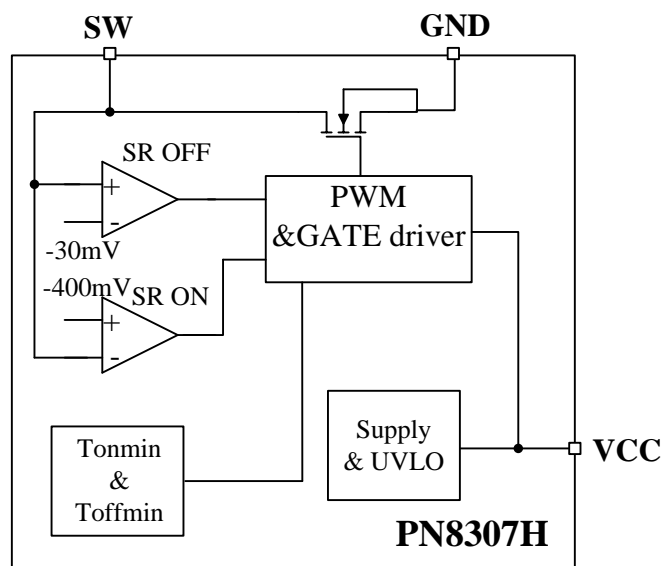 SW
GND
SR OFF
+
-
-30mV
PWM
&GATE driver
-400mV
SR ON
+
-
Tonmin
&
Toffmin
Supply
& UVLO
VCC
PN8307H